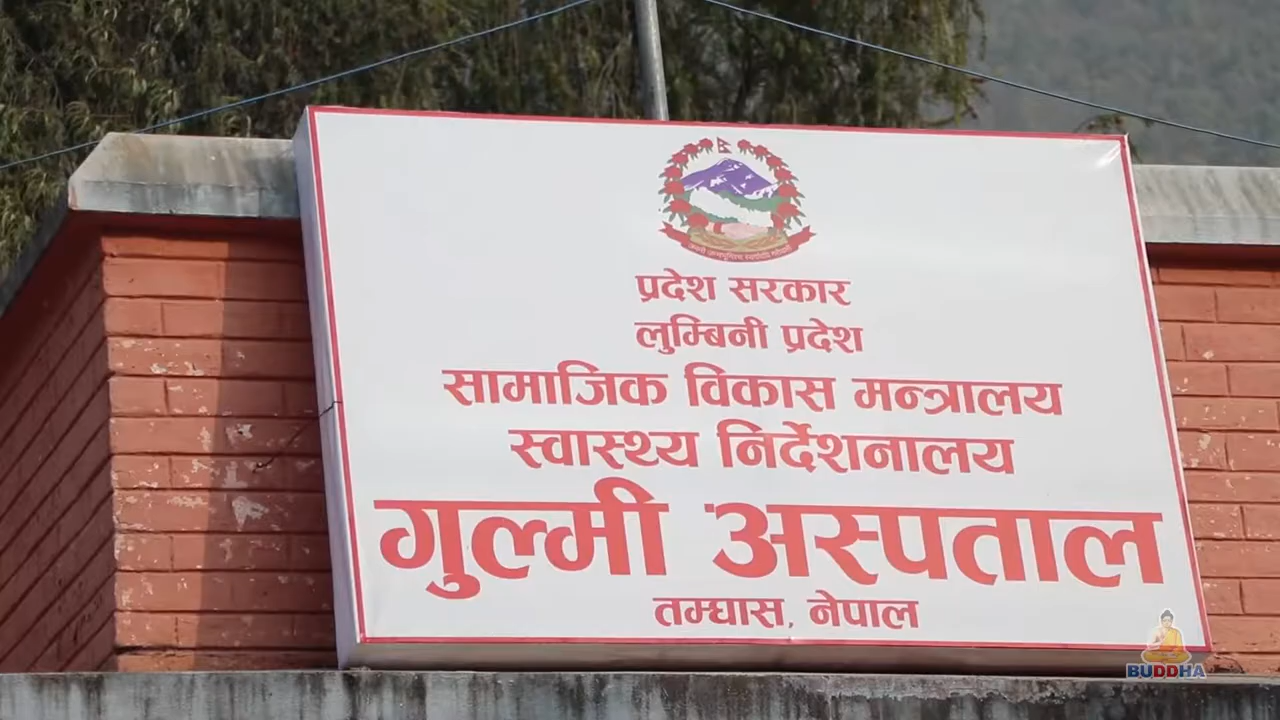 प्रदेश सरकार
लुम्बिनी प्रदेश
सामाजिक विकास मन्त्रालय
स्वास्थ्य निर्देशनालय
गुल्मी अस्पताल
तम्घास, नेपाल
BUDDHA